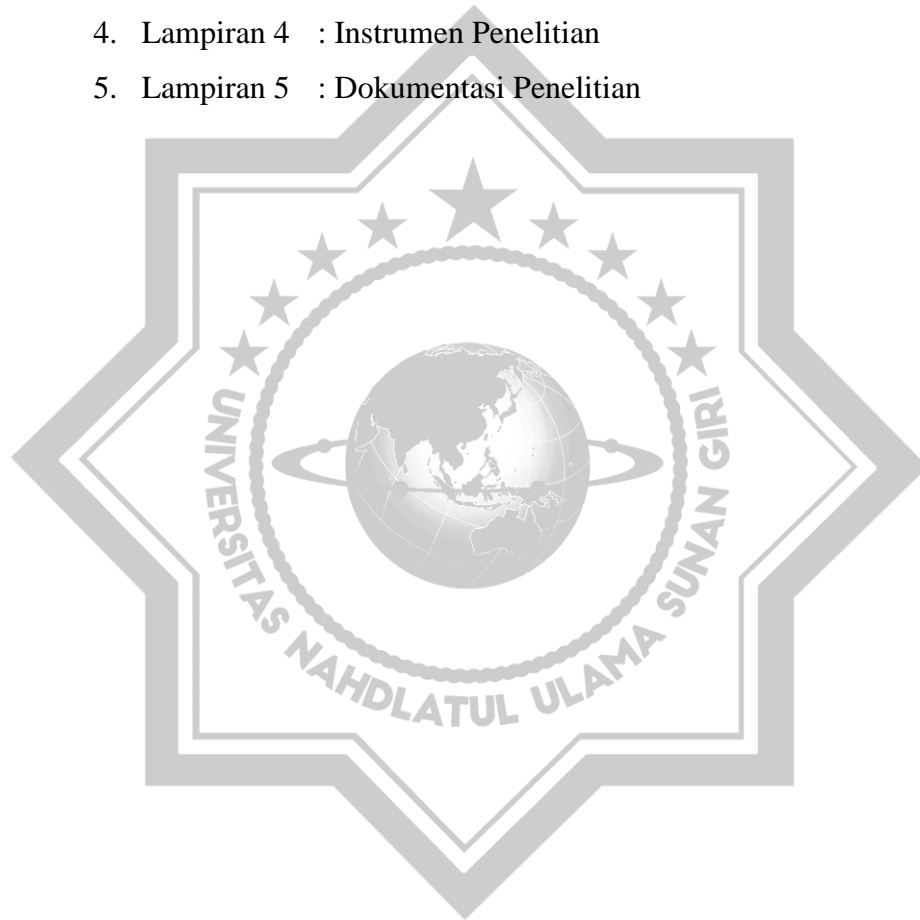 4. Lampiran 4 : Instrumen Penelitian
5. Lampiran 5 : Dokumentasi Penelitian
UNIVERSITAS NAHDLATUL ULAMA SUNAN GIRI